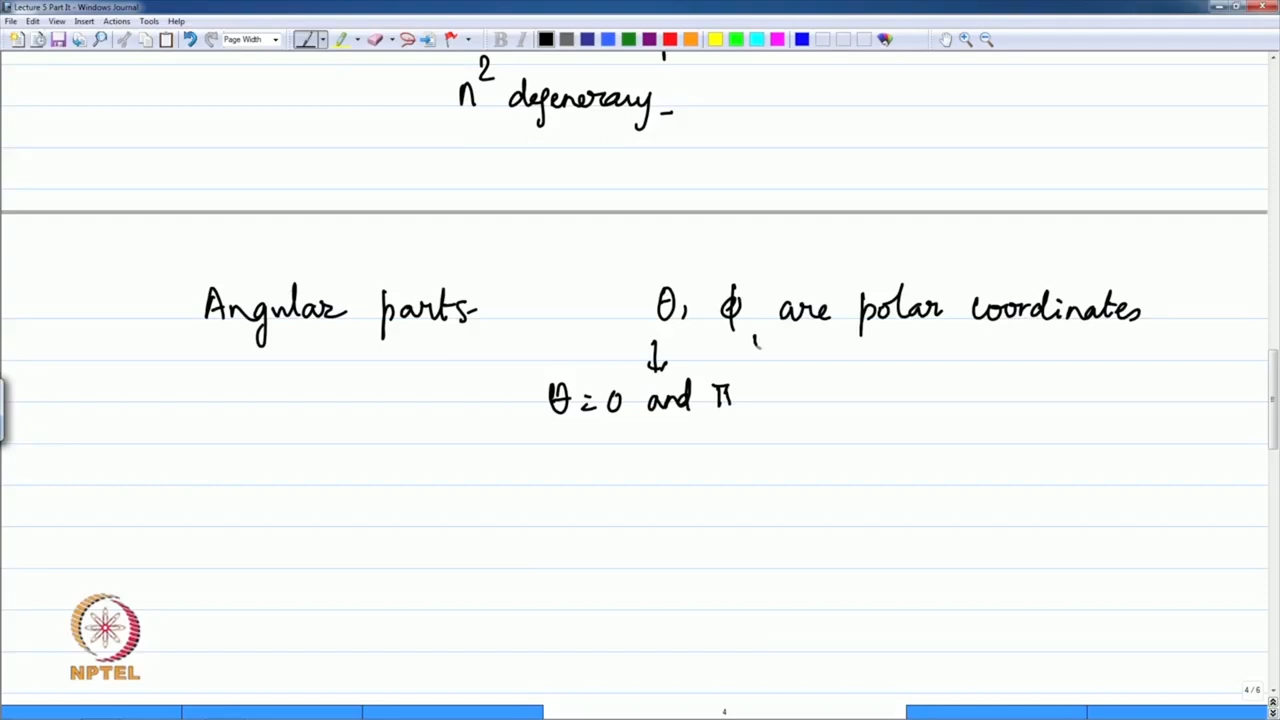 Lecture 5 Part It - Windows Journal
File Edit View Insert Actions Tools Help
Page Width
n² degeneracy
Angular parts- θ, φ are polar coordinates
↓
θ = 0 and π
NPTEL
4 / 6
4